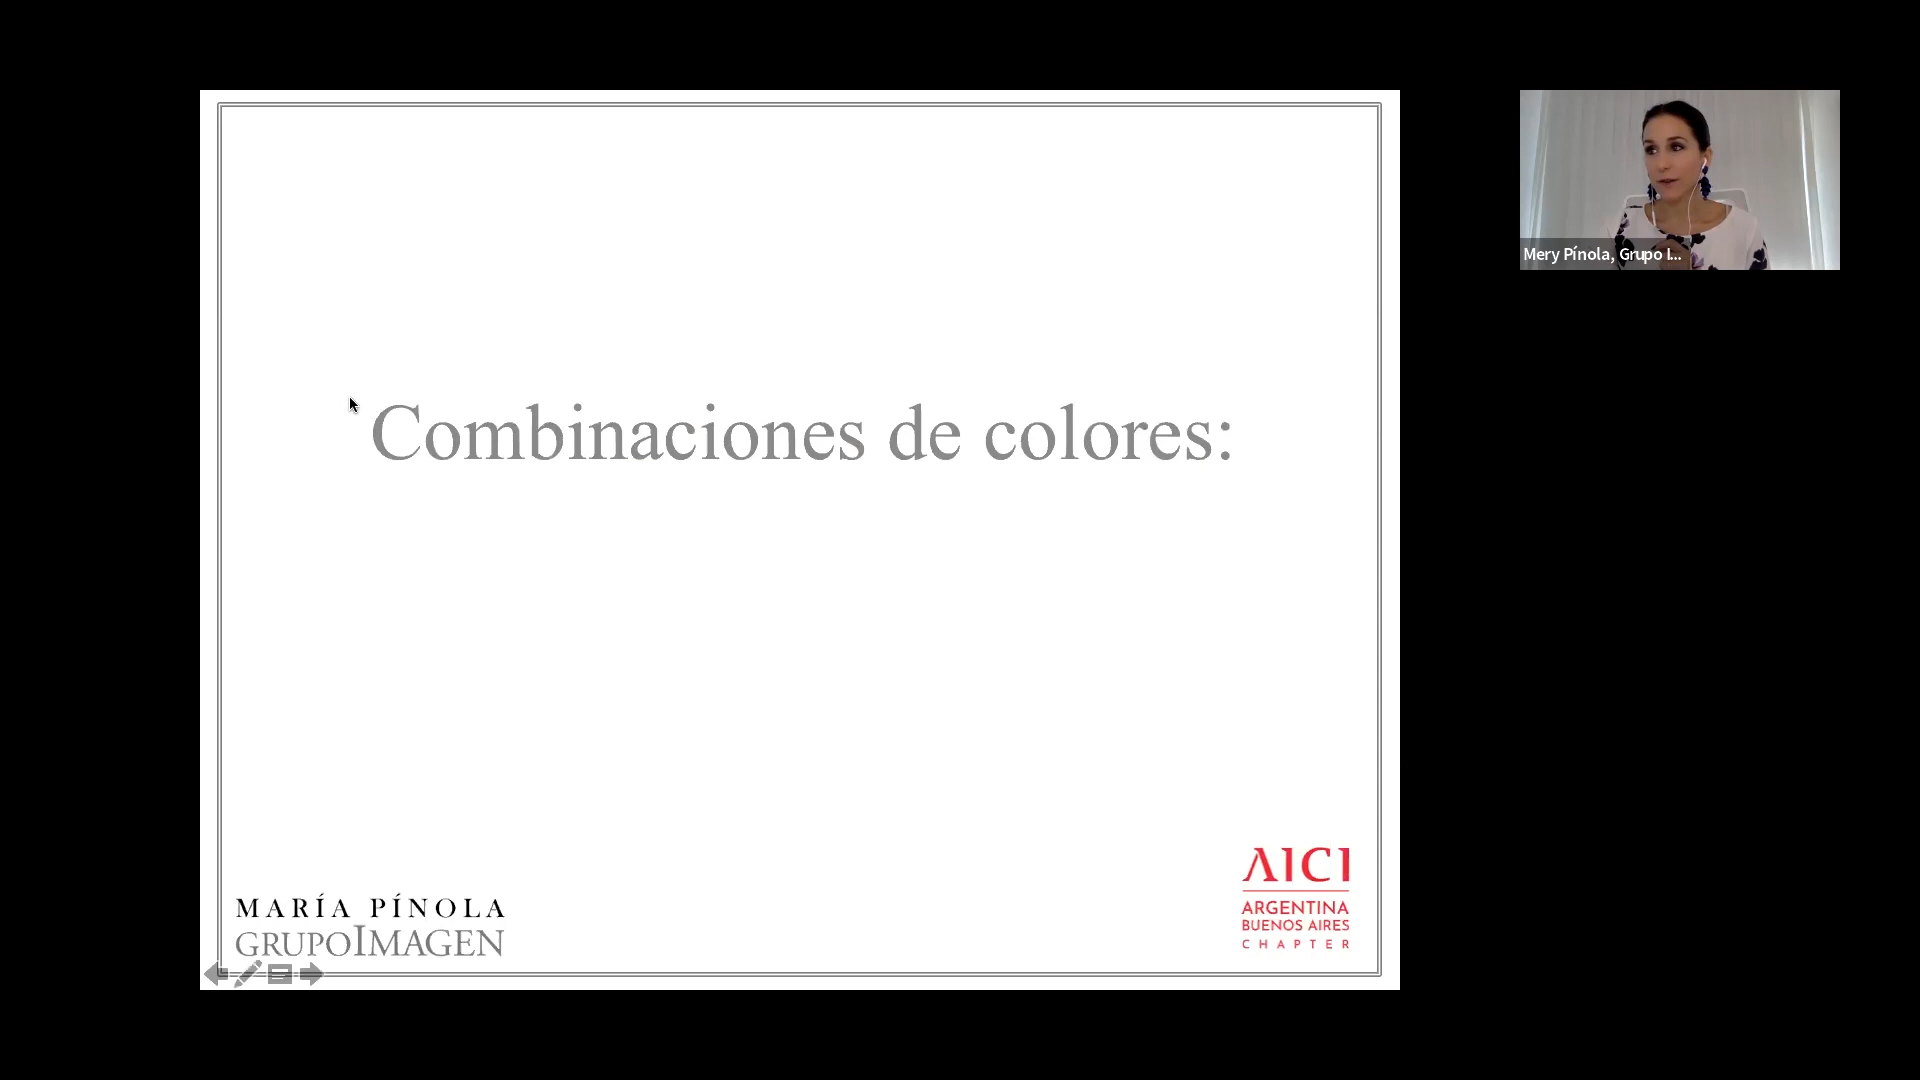 Combinaciones de colores:
MARÍA PÍNOLA
GRUPOIMAGEN
AICI
ARGENTINA
BUENOS AIRES
CHAPTER
Mery Pínola, Grupo I...